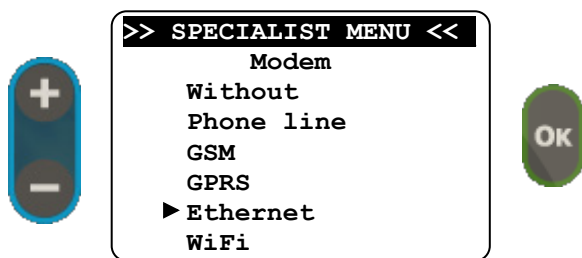 >> SPECIALIST MENU <<
Modem
Without
Phone line
GSM
GPRS
►Ethernet
WiFi
+
-
OK